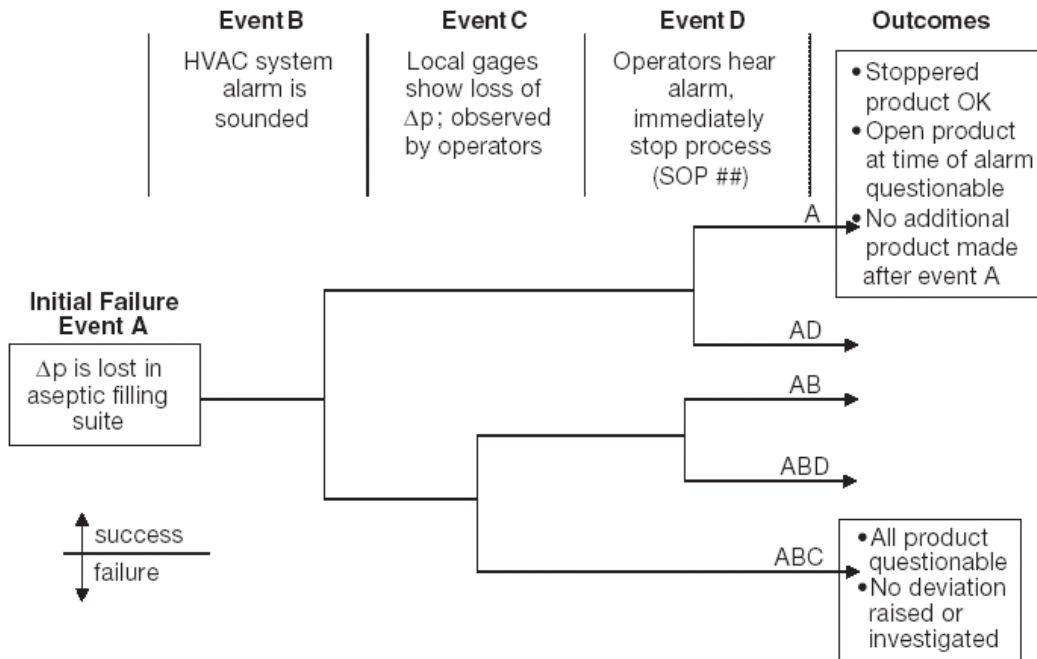 Event B
HVAC system
alarm is
sounded
Event C
Local gages
show loss of
Δp; observed
by operators
Event D
Operators hear
alarm,
immediately
stop process
(SOP ##)
Outcomes
• Stoppered
product OK
• Open product
at time of alarm
questionable
• No additional
product made
after event A
A
Initial Failure
Event A
Δp is lost in
aseptic filling
suite
AD
AB
ABD
ABC
• All product
questionable
• No deviation
raised or
investigated
success
failure